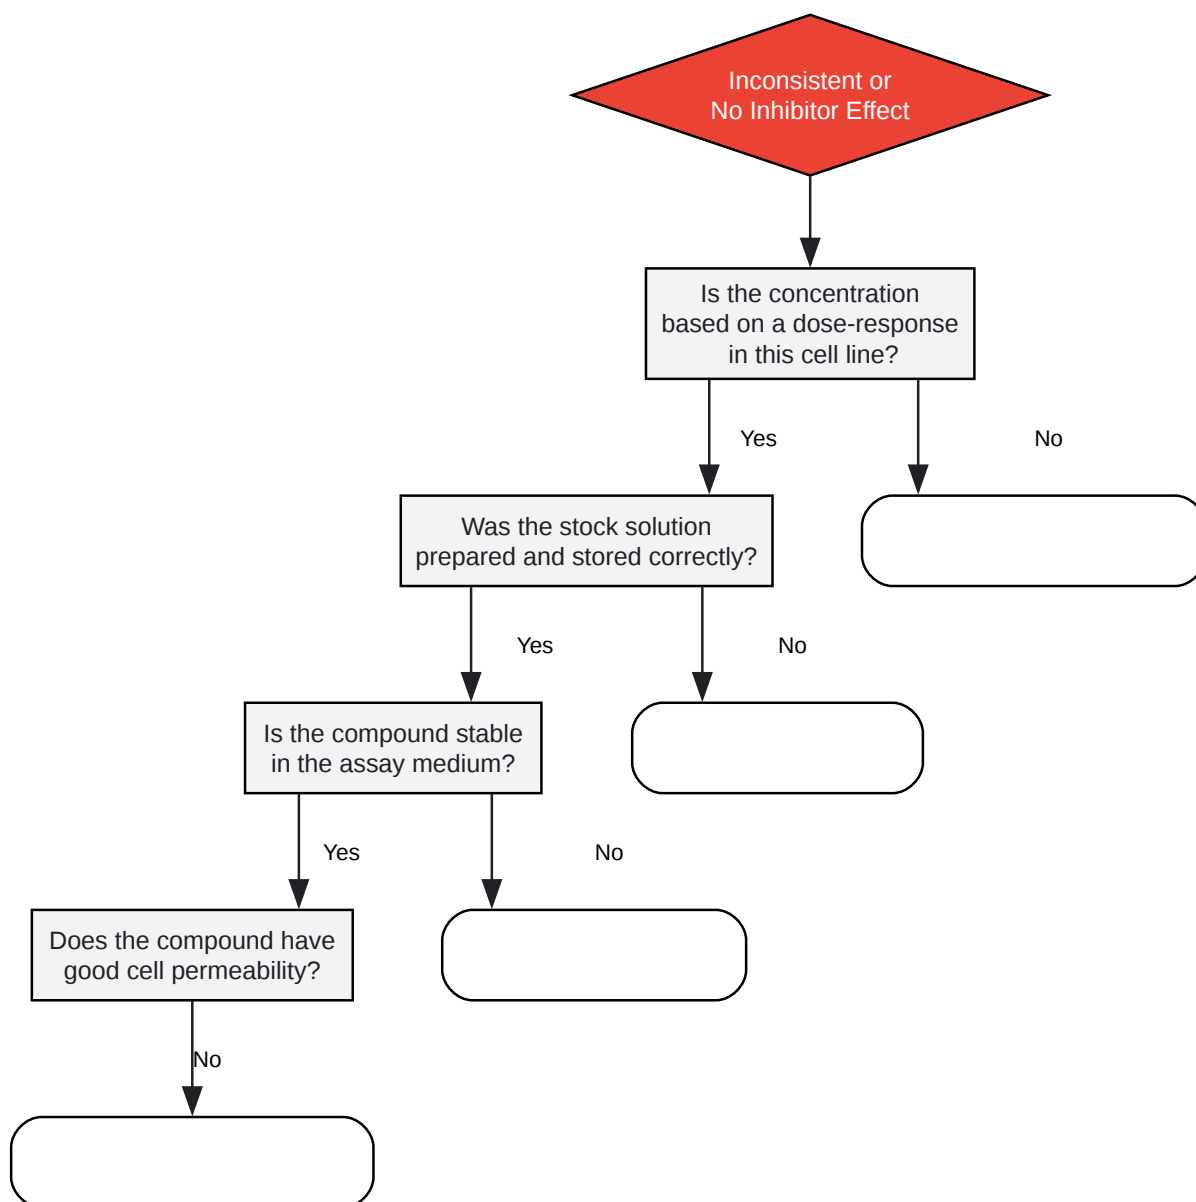 Inconsistent or
No Inhibitor Effect
Is the concentration
based on a dose-response
in this cell line?
Yes
No
Was the stock solution
prepared and stored correctly?
Yes
No
Is the compound stable
in the assay medium?
Yes
No
Does the compound have
good cell permeability?
No